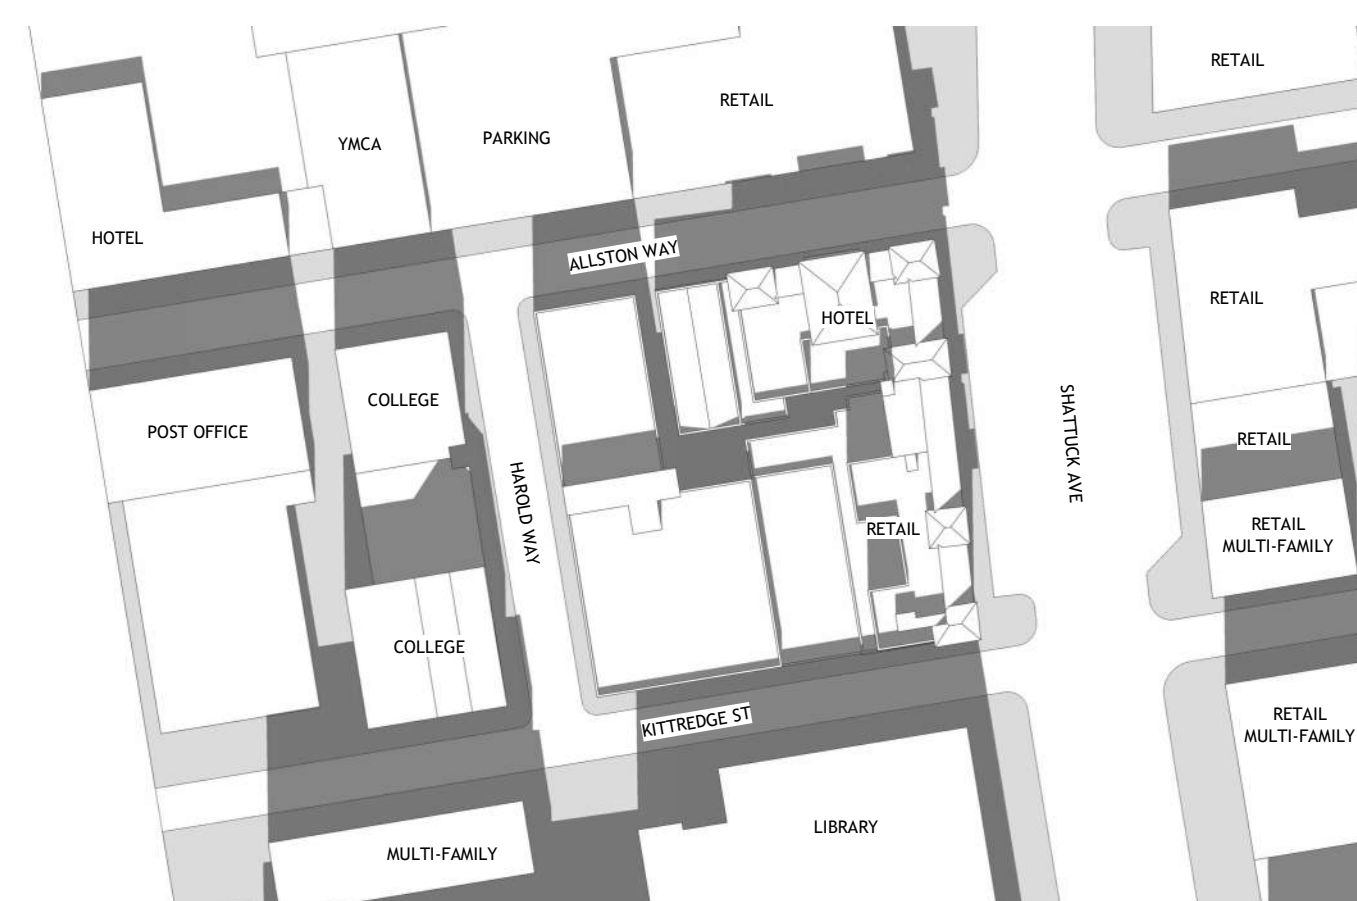 RETAIL
RETAIL
PARKING
YMCA
HOTEL
ALLSTON WAY
RETAIL
HOTEL
COLLEGE
POST OFFICE
SHATTUCK AVE
RETAIL
HAROLD WAY
RETAIL
RETAIL
MULTI-FAMILY
COLLEGE
KITTREDGE ST
RETAIL
MULTI-FAMILY
LIBRARY
MULTI-FAMILY